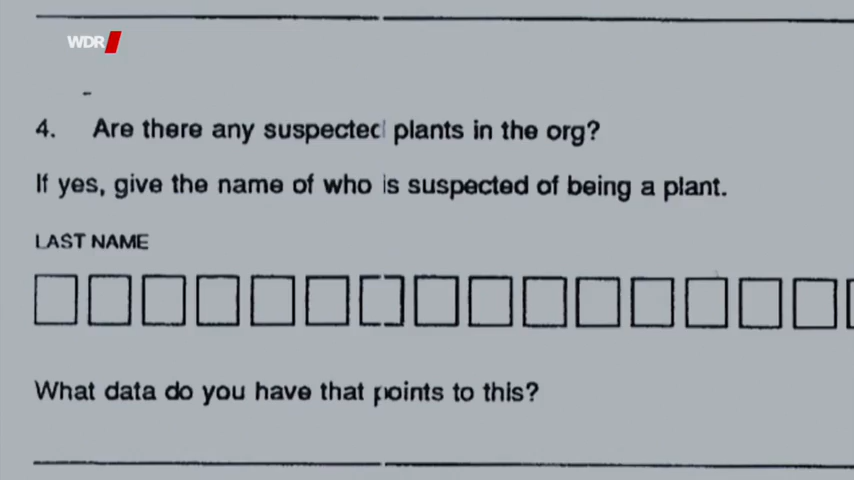 WDR
4. Are there any suspected plants in the org?
If yes, give the name of who is suspected of being a plant.
LAST NAME
What data do you have that points to this?